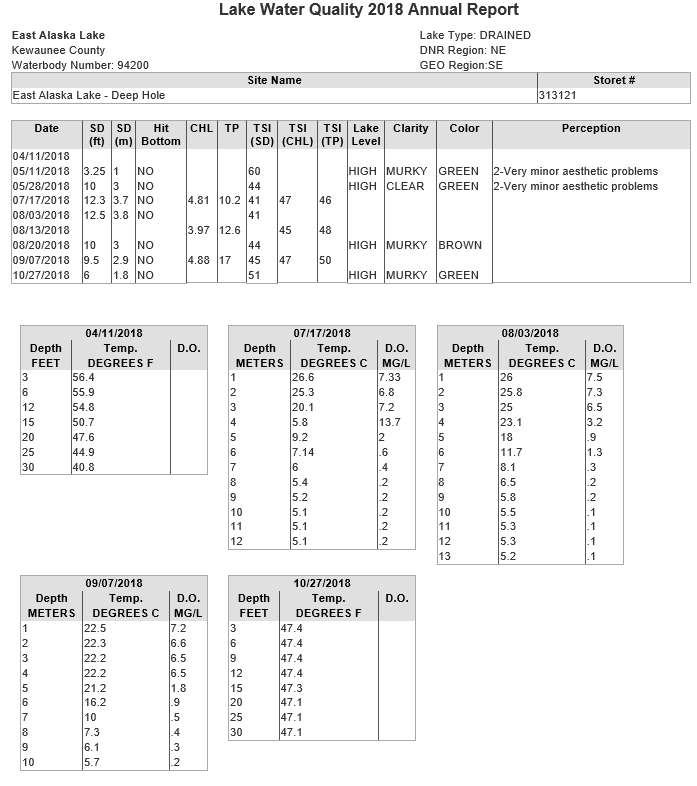 Lake Water Quality 2018 Annual Report
East Alaska Lake Lake Type: DRAINED
Kewaunee County DNR Region: NE
Waterbody Number: 94200 GEO Region:SE
Site Name Storet #
East Alaska Lake - Deep Hole 313121
Date SD SD Hit CHL TP TSI TSI TSI Lake Clarity Color Perception
(ft) (m) Bottom (SD) (CHL) (TP) Level
04/11/2018
05/11/2018 3.25 1 NO 60 HIGH MURKY GREEN 2-Very minor aesthetic problems
05/28/2018 10 3 NO 44 HIGH CLEAR GREEN 2-Very minor aesthetic problems
07/17/2018 12.3 3.7 NO 4.81 10.2 41 47 46
08/03/2018 12.5 3.8 NO 41
08/13/2018 3.97 12.6 45 48
08/20/2018 10 3 NO 44 HIGH MURKY BROWN
09/07/2018 9.5 2.9 NO 4.88 17 45 47 50
10/27/2018 6 1.8 NO 51 HIGH MURKY GREEN
04/11/2018
Depth Temp. D.O.
FEET DEGREES F
3 56.4
6 55.9
12 54.8
15 50.7
20 47.6
25 44.9
30 40.8
07/17/2018
Depth Temp. D.O.
METERS DEGREES C MG/L
1 26.6 7.33
2 25.3 6.8
3 20.1 7.2
4 5.8 13.7
5 9.2 2
6 7.14 .6
7 6 .4
8 5.4 .2
9 5.2 .2
10 5.1 .2
11 5.1 .2
12 5.1 .2
08/03/2018
Depth Temp. D.O.
METERS DEGREES C MG/L
1 26 7.5
2 25.8 7.3
3 25 6.5
4 23.1 3.2
5 18 .9
6 11.7 1.3
7 8.1 .3
8 6.5 .2
9 5.8 .2
10 5.5 .1
11 5.3 .1
12 5.3 .1
13 5.2 .1
09/07/2018
Depth Temp. D.O.
METERS DEGREES C MG/L
1 22.5 7.2
2 22.3 6.6
3 22.2 6.5
4 22.2 6.5
5 21.2 1.8
6 16.2 .9
7 10 .5
8 7.3 .4
9 6.1 .3
10 5.7 .2
10/27/2018
Depth Temp. D.O.
FEET DEGREES F
3 47.4
6 47.4
9 47.4
12 47.4
15 47.3
20 47.1
25 47.1
30 47.1